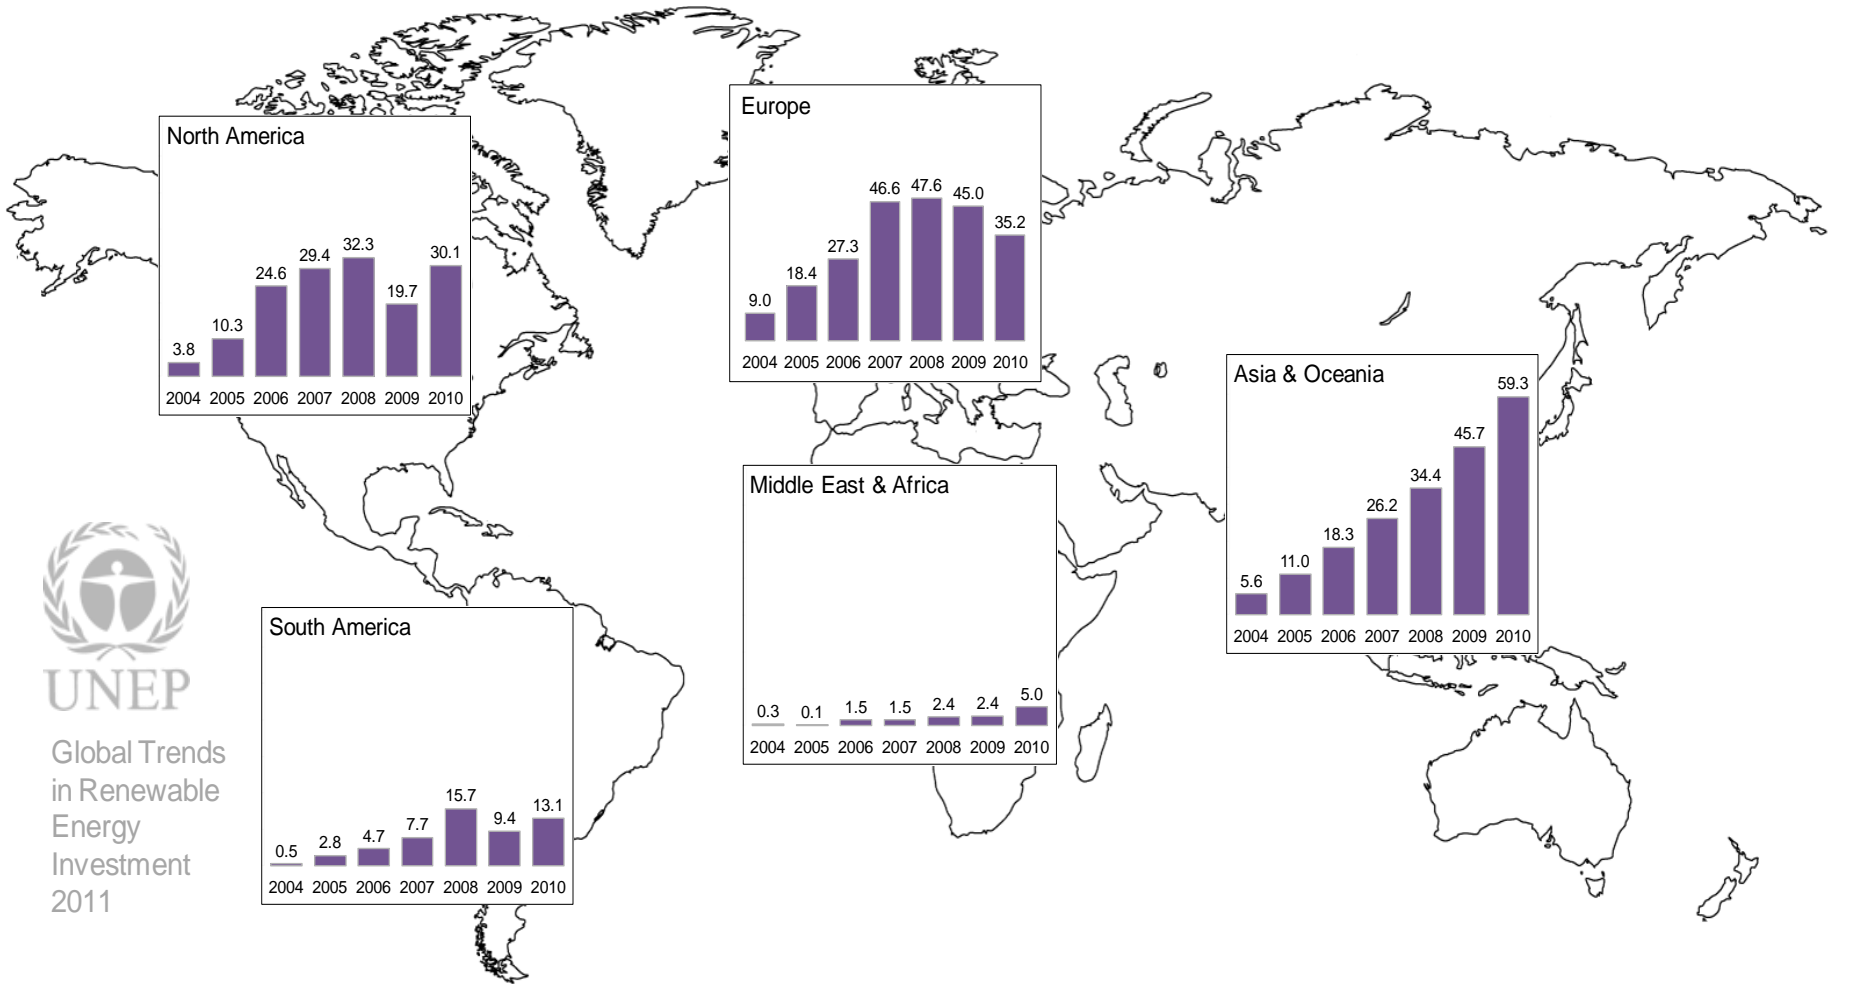 North America
3.8 10.3 24.6 29.4 32.3 19.7 30.1
2004 2005 2006 2007 2008 2009 2010
Europe
9.0 18.4 27.3 46.6 47.6 45.0 35.2
2004 2005 2006 2007 2008 2009 2010
Asia & Oceania
5.6 11.0 18.3 26.2 34.4 45.7 59.3
2004 2005 2006 2007 2008 2009 2010
Middle East & Africa
0.3 0.1 1.5 1.5 2.4 2.4 5.0
2004 2005 2006 2007 2008 2009 2010
South America
0.5 2.8 4.7 7.7 15.7 9.4 13.1
2004 2005 2006 2007 2008 2009 2010
UNEP
Global Trends
in Renewable
Energy
Investment
2011